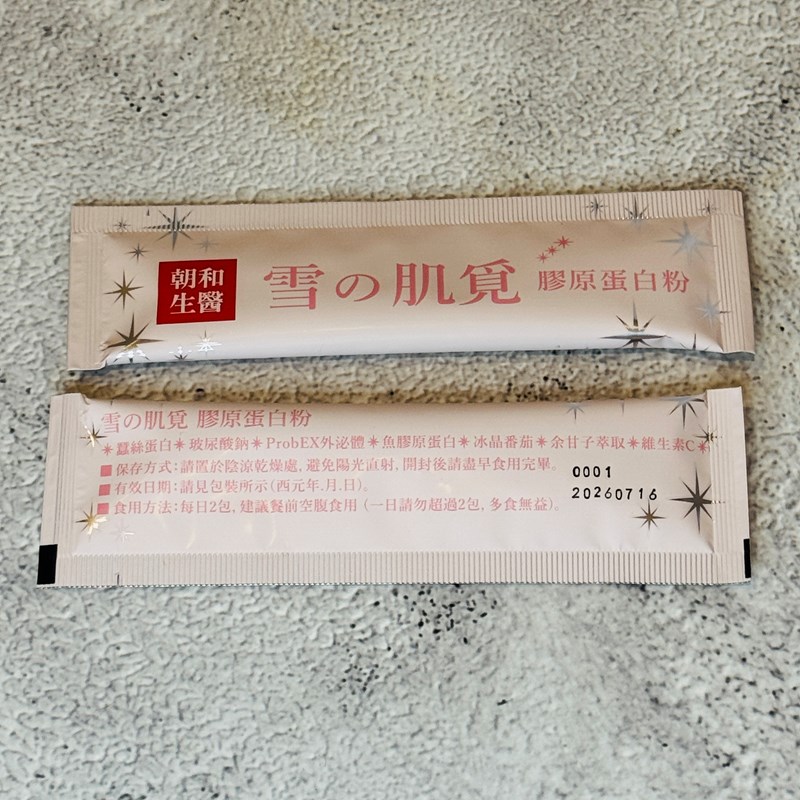 朝和
生醫
雪の肌覓 膠原蛋白粉
雪の肌覓 膠原蛋白粉
*蠶絲蛋白*玻尿酸鈉*ProbEX外泌體*魚膠原蛋白*冰晶番茄*余甘子萃取*維生素C*
■保存方式:請置於陰涼乾燥處, 避免陽光直射, 開封後請盡早食用完畢。
■有效日期:請見包裝所示(西元年.月.日)。
■食用方法:每日2包, 建議餐前空腹食用 (一日請勿超過2包, 多食無益)。
0001
20260716